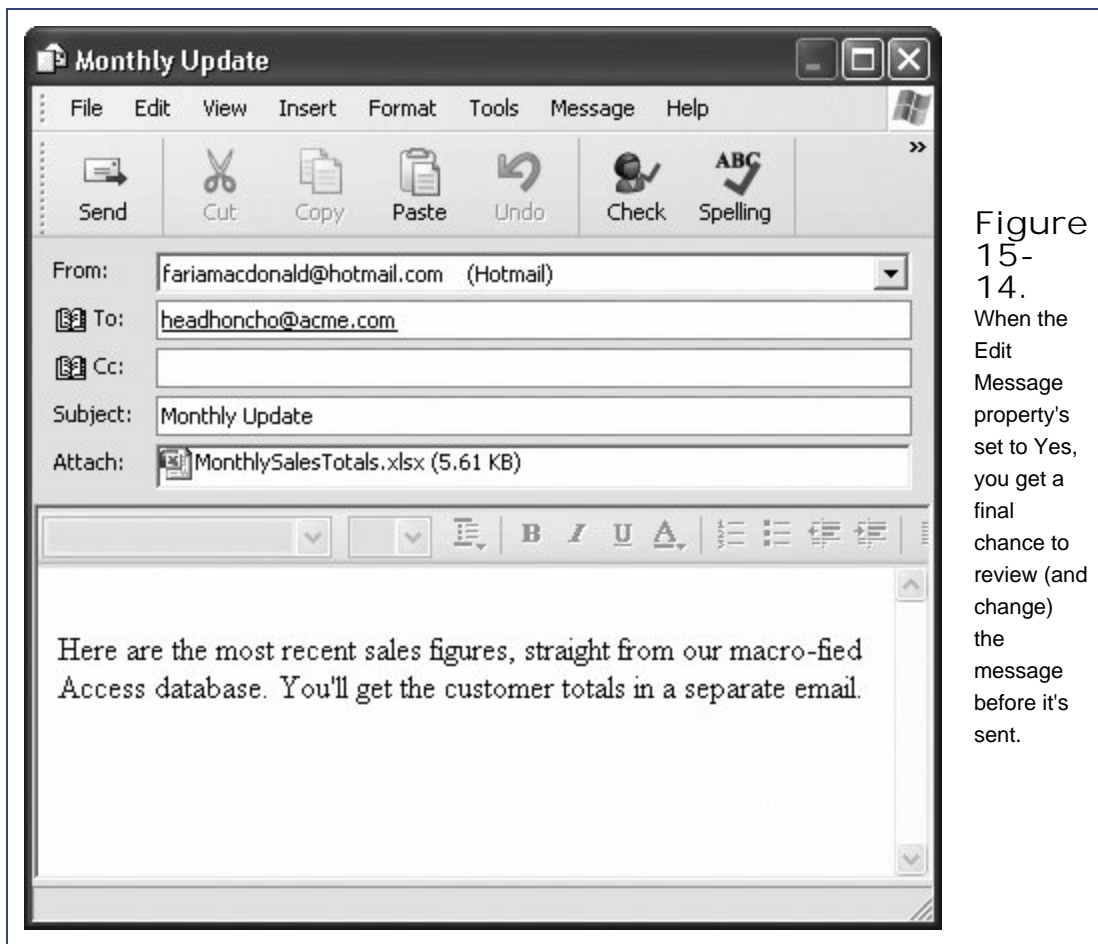 Monthly Update
File Edit View Insert Format Tools Message Help
Send Cut Copy Paste Undo Check ABC Spelling »
From: fariamacdonald@hotmail.com (Hotmail)
To: headhoncho@acme.com
Cc:
Subject: Monthly Update
Attach: MonthlySalesTotals.xlsx (5.61 KB)
B I U A
Here are the most recent sales figures, straight from our macro-fied
Access database. You'll get the customer totals in a separate email.
Figure
15-
14.
When the
Edit
Message
property's
set to Yes,
you get a
final
chance to
review (and
change)
the
message
before it's
sent.